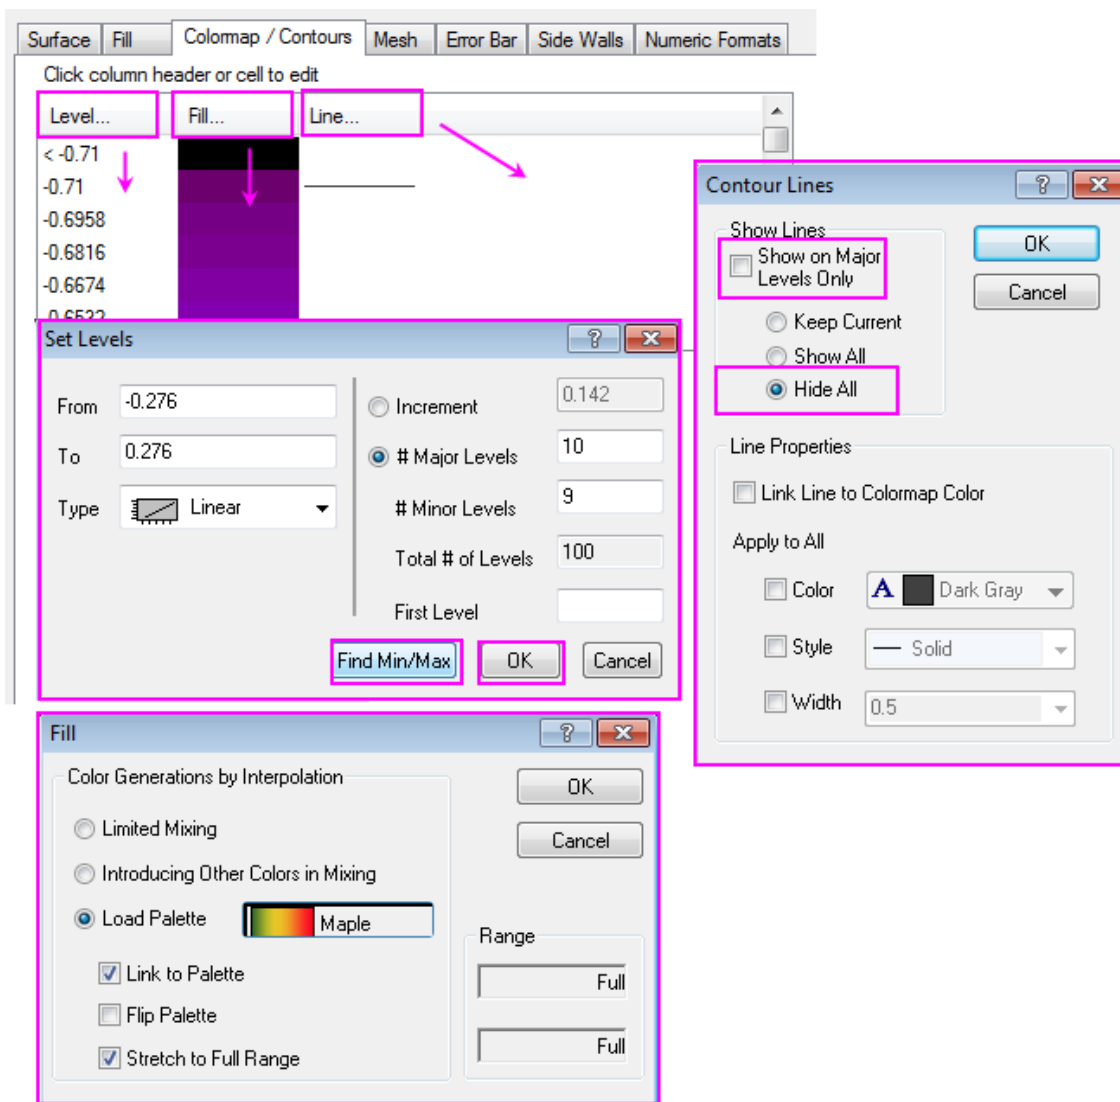 Surface Fill Colormap / Contours Mesh Error Bar Side Walls Numeric Formats
Click column header or cell to edit
Level... Fill... Line...
< -0.71
-0.71
-0.6958
-0.6816
-0.6674
-0.6532
Set Levels
From -0.276
To 0.276
Type Linear
Increment 0.142
# Major Levels 10
# Minor Levels 9
Total # of Levels 100
First Level
Find Min/Max OK Cancel
Contour Lines
Show Lines
Show on Major
Levels Only
Keep Current
Show All
Hide All
OK
Cancel
Line Properties
Link Line to Colormap Color
Apply to All
Color A Dark Gray
Style Solid
Width 0.5
Fill
Color Generations by Interpolation
Limited Mixing
Introducing Other Colors in Mixing
Load Palette Maple
Link to Palette
Flip Palette
Stretch to Full Range
OK
Cancel
Range
Full
Full